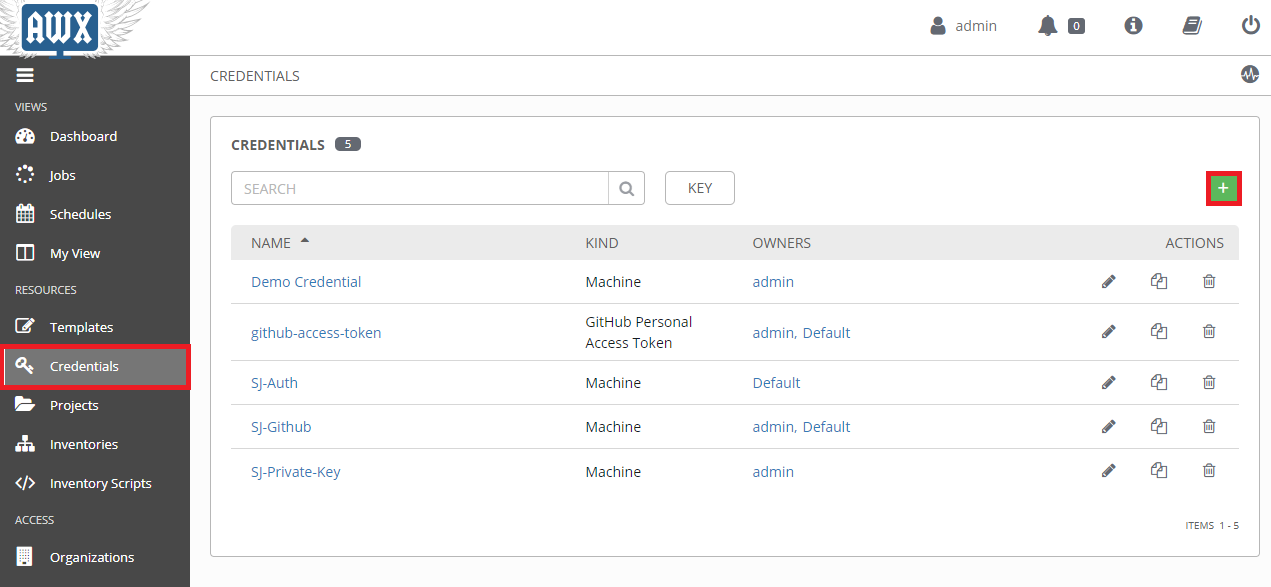 AWX
admin
0
CREDENTIALS
VIEWS
Dashboard
Jobs
Schedules
My View
RESOURCES
Templates
Credentials
Projects
Inventories
Inventory Scripts
ACCESS
Organizations
CREDENTIALS 5
SEARCH
KEY
+
NAME KIND OWNERS ACTIONS
Demo Credential Machine admin
github-access-token GitHub Personal Access Token admin, Default
SJ-Auth Machine Default
SJ-Github Machine admin, Default
SJ-Private-Key Machine admin
ITEMS 1 - 5